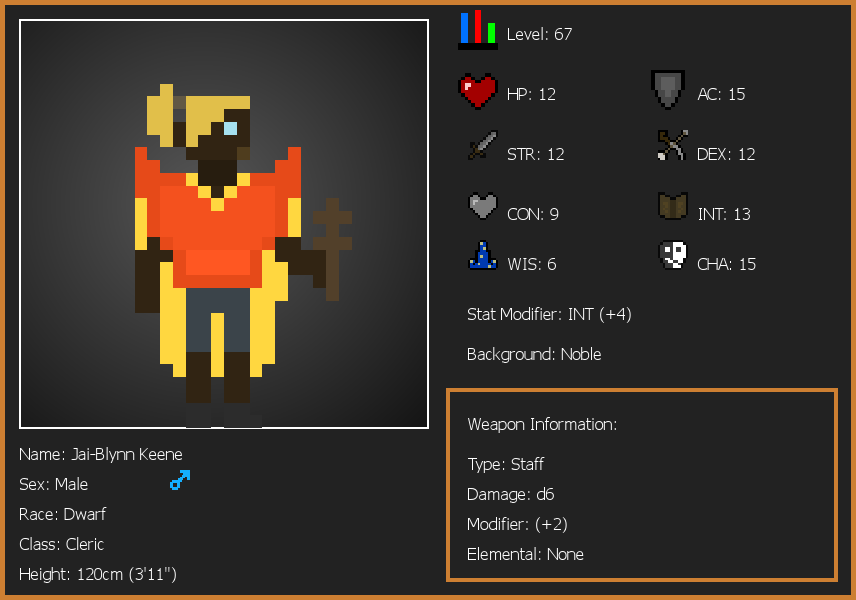 Level: 67
HP: 12
AC: 15
STR: 12
DEX: 12
CON: 9
INT: 13
WIS: 6
CHA: 15
Stat Modifier: INT (+4)
Background: Noble
Weapon Information:
Type: Staff
Damage: d6
Modifier: (+2)
Elemental: None
Name: Jai-Blynn Keene
Sex: Male
Race: Dwarf
Class: Cleric
Height: 120cm (3'11")